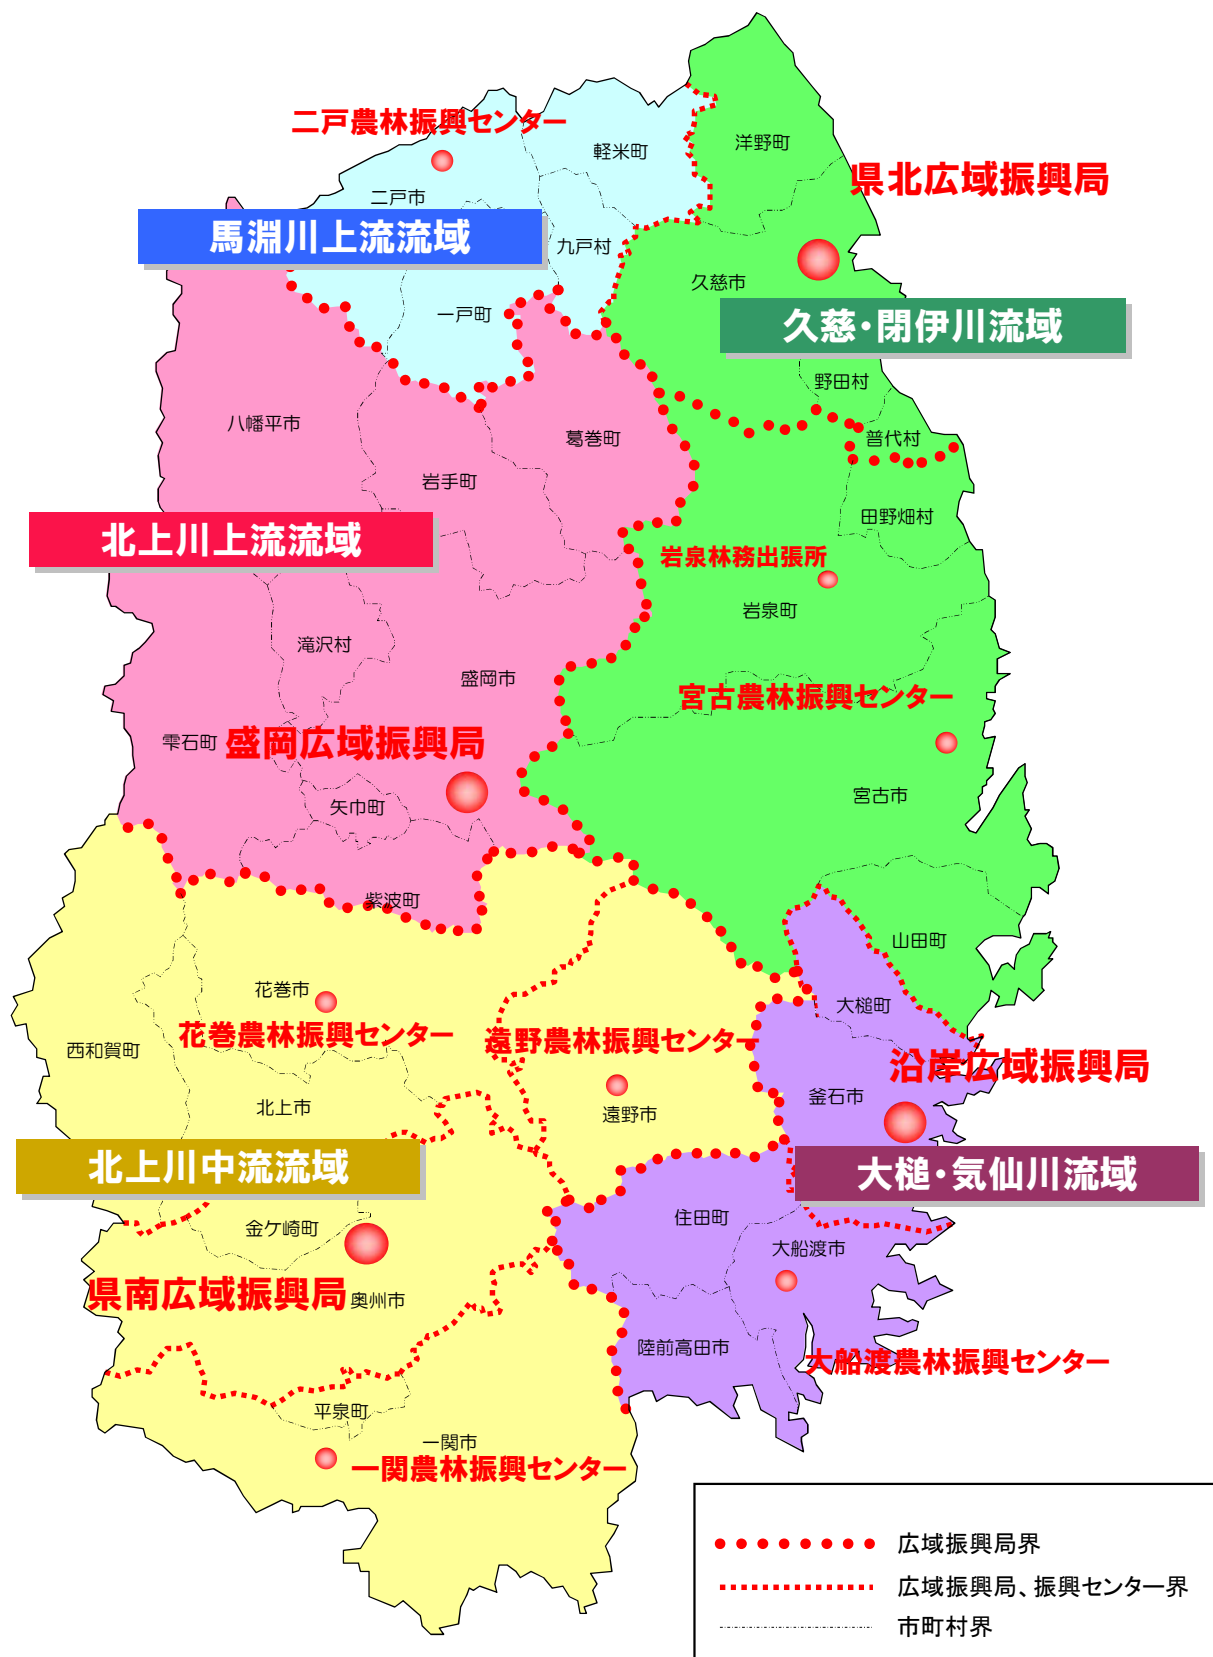 二戸農林振興センター
軽米町
洋野町
県北広域振興局
二戸市
馬淵川上流流域
九戸村
久慈市
一戸町
久慈・閉伊川流域
野田村
八幡平市
葛巻町
普代村
岩手町
田野畑村
北上川上流流域
岩泉林務出張所
岩泉町
滝沢村
盛岡市
宮古農林振興センター
雫石町
盛岡広域振興局
矢巾町
宮古市
紫波町
山田町
花巻市
大槌町
花巻農林振興センター
遠野農林振興センター
西和賀町
沿岸広域振興局
釜石市
北上市
遠野市
北上川中流流域
大槌・気仙川流域
金ケ崎町
住田町
大船渡市
県南広域振興局
奥州市
陸前高田市
大船渡農林振興センター
平泉町
一関市
一関農林振興センター
広域振興局界
広域振興局、振興センター界
市町村界